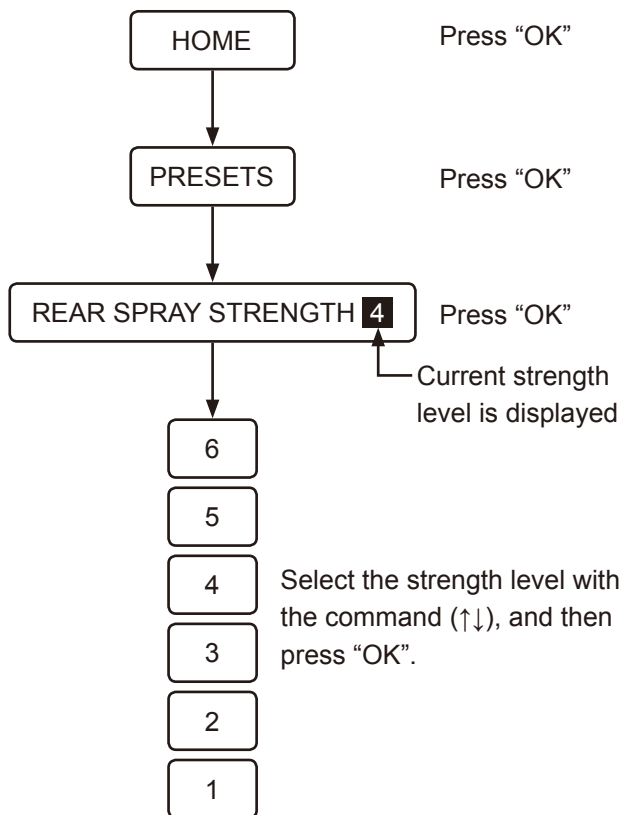 HOME
Press “OK”
PRESETS
Press “OK”
REAR SPRAY STRENGTH 4
Press “OK”
Current strength
level is displayed
6
5
4
Select the strength level with
the command (↑↓), and then
press “OK”.
3
2
1